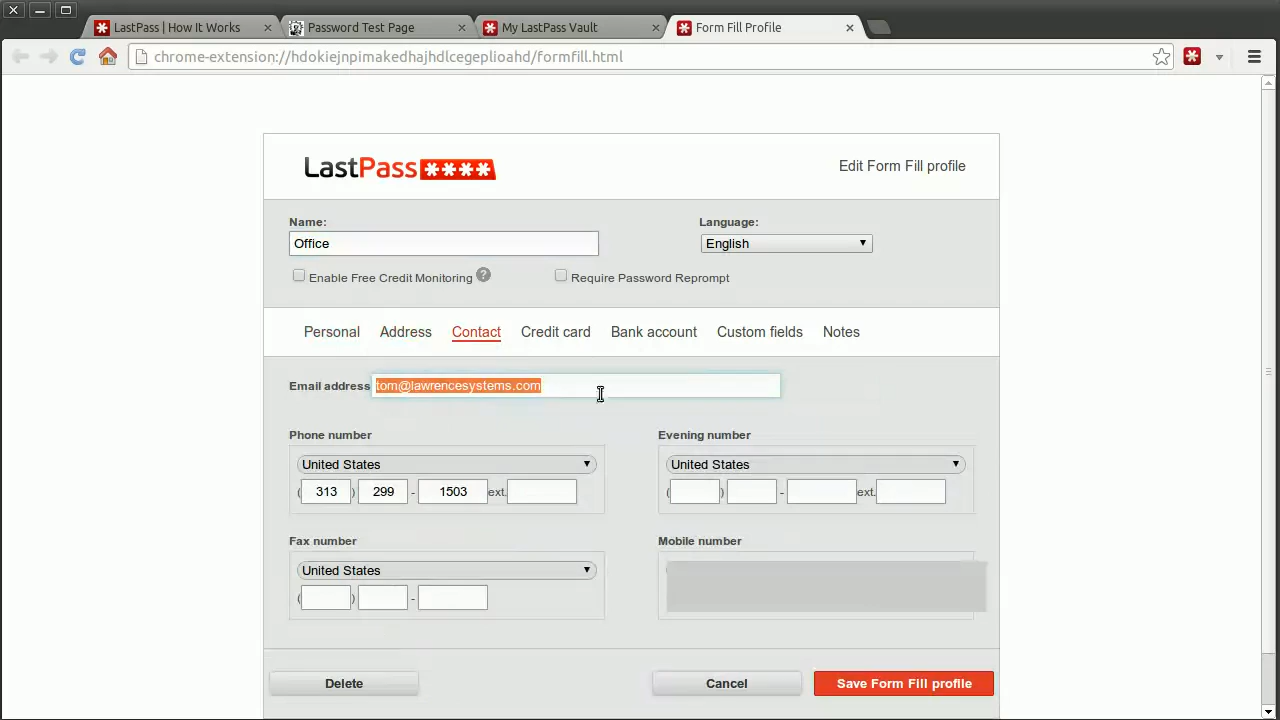 LastPass | How It Works
Password Test Page
My LastPass Vault
Form Fill Profile
chrome-extension://hdokiejnpimakedhajhdlcegeplioahd/formfill.html
LastPass ****
Edit Form Fill profile
Name:
Language:
Office
English
Enable Free Credit Monitoring ?
Require Password Reprompt
Personal Address Contact Credit card Bank account Custom fields Notes
Email address tom@lawrencesystems.com
Phone number
Evening number
United States
United States
( 313 ) 299 - 1503 ext.
( ) - ext.
Fax number
Mobile number
United States
( ) -
Delete
Cancel
Save Form Fill profile